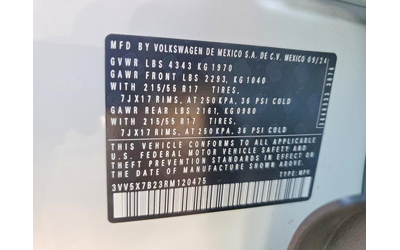 MFD BY VOLKSWAGEN DE MEXICO S.A. DE C.V. MEXICO 09/24
GVWR LBS 4343 KG 1970
GAWR FRONT LBS 2293, KG 1040
WITH 215/55 R17 TIRES,
7JX17 RIMS, AT 250 KPA, 36 PSI COLD
GAWR REAR LBS 2161, KG 0980
WITH 215/55 R17 TIRES,
7JX17 RIMS, AT 250 KPA, 36 PSI COLD
THIS VEHICLE CONFORMS TO ALL APPLICABLE
U.S. FEDERAL MOTOR VEHICLE SAFETY AND
THEFT PREVENTION STANDARDS IN EFFECT ON
THE DATE OF MANUFACTURE SHOWN ABOVE.
3VV5X7B23RM120475 TYPE: MPV